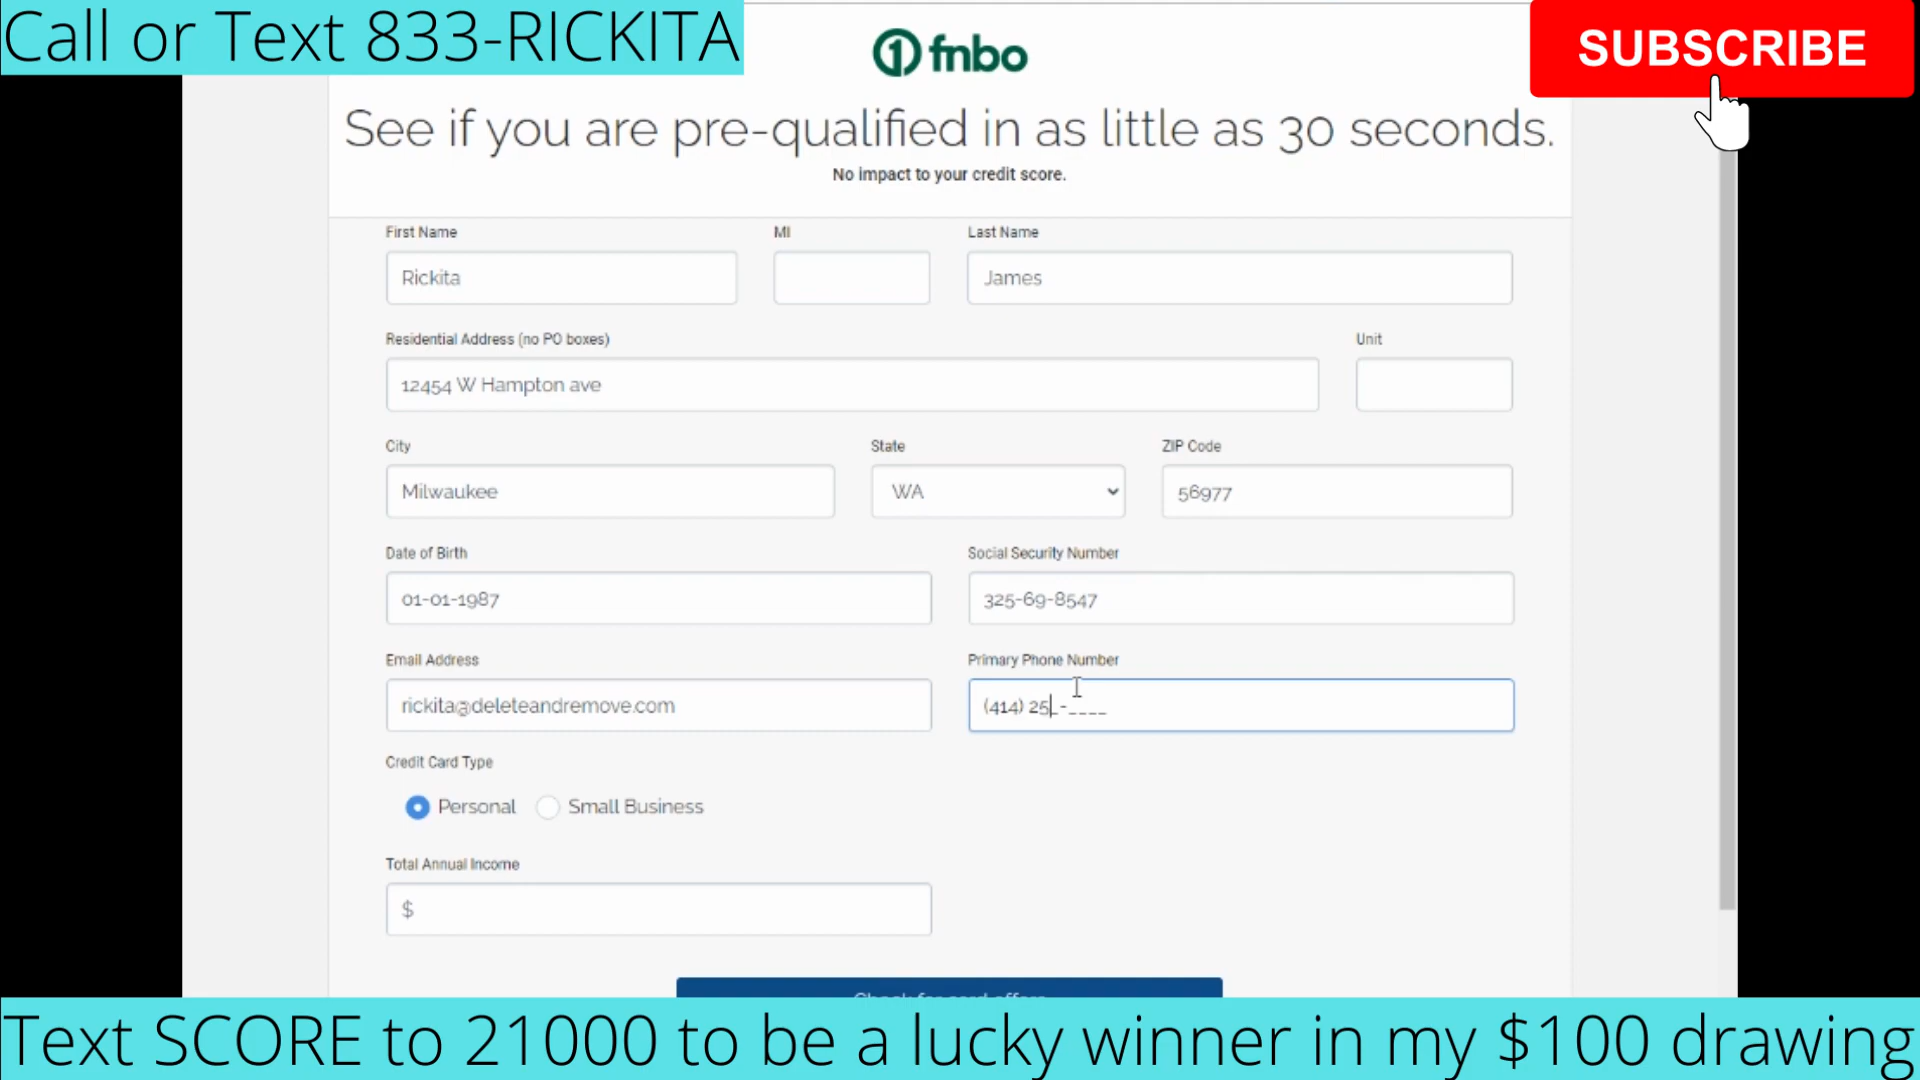 Call or Text 833-RICKITA
fnbo
SUBSCRIBE
See if you are pre-qualified in as little as 30 seconds.
No impact to your credit score.
First Name MI Last Name
Rickita James
Residential Address (no PO boxes) Unit
12454 W Hampton ave
City State ZIP Code
Milwaukee WA 56977
Date of Birth Social Security Number
01-01-1987 325-69-8547
Email Address Primary Phone Number
rickita@deleteandremove.com (414) 25_-____
Credit Card Type
Personal Small Business
Total Annual Income
$
Check for card offers
Text SCORE to 21000 to be a lucky winner in my $100 drawing